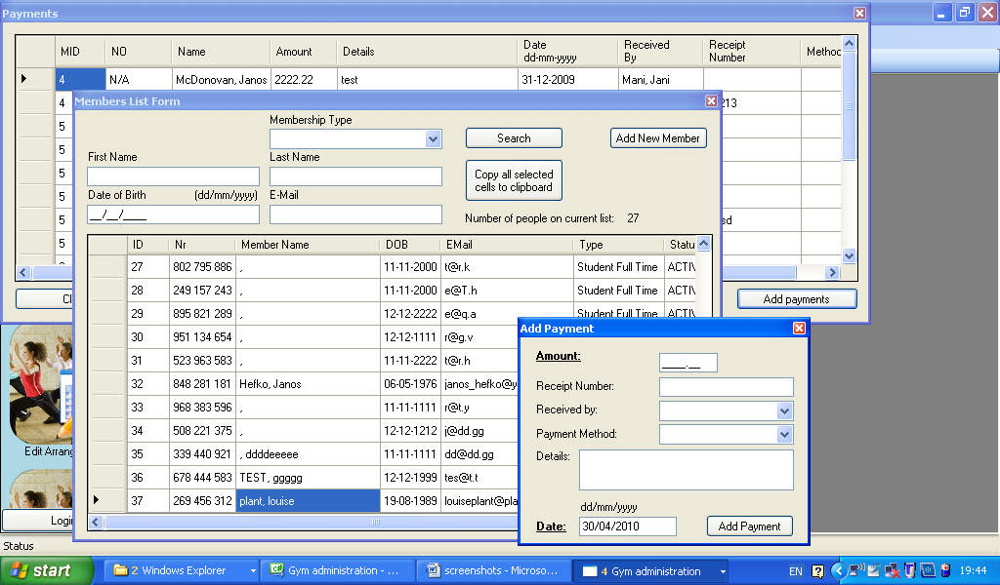 Payments
MID NO Name Amount Details Date dd-mm-yyyy Received By Receipt Number Method
4 N/A McDonovan, Janos 2222.22 test 31-12-2009 Mani, Jani
4 213
5
5
5
5
5 sd
5
Add payments
Members List Form
Membership Type
Search
Add New Member
First Name
Last Name
Copy all selected cells to clipboard
Date of Birth (dd/mm/yyyy)
E-Mail
__/__/____
Number of people on current list: 27
ID Nr Member Name DOB EMail Type Statu
27 802 795 886 , 11-11-2000 t@r.k Student Full Time ACTIV
28 249 157 243 , 11-11-2000 e@T.h Student Full Time ACTIV
29 895 821 289 , 12-12-2222 e@q.a Student Full Time ACTIV
30 951 134 654 , 12-12-1111 r@g.v
31 523 963 583 , 11-11-2222 t@r.h
32 848 281 181 Hefko, Janos 06-05-1976 janos_hefko@y
33 968 383 596 , 11-11-1111 r@t.y
34 508 221 375 , 12-12-1212 j@dd.gg
35 339 440 921 , ddddeeeee 11-11-1111 dd@dd.gg
36 678 444 583 TEST, ggggg 12-12-1999 tes@t.t
37 269 456 312 plant, louise 19-08-1989 louiseplant@pla
Add Payment
Amount: ____.__
Receipt Number:
Received by:
Payment Method:
Details:
dd/mm/yyyy
Date: 30/04/2010 Add Payment
Cl
Edit Arrang
Login
Status
start 2 Windows Explorer Gym administration - ... screenshots - Microso... 4 Gym administration EN 19:44